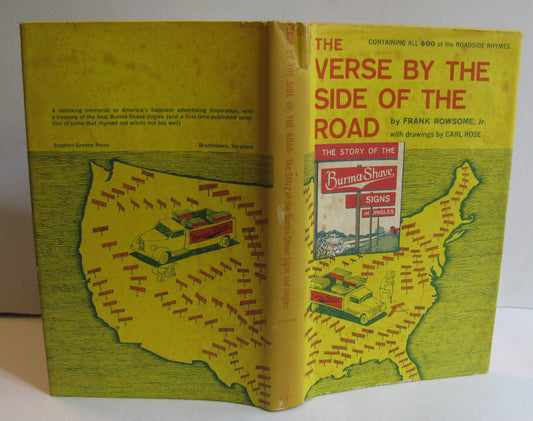 A rollicking memorial to America's happiest advertising inspiration, with
a treasury of the best Burma-Shave jingles (and a first-time-published selec-
tion of some that rhymed not wisely but too well).
Stephen Greene Press
Brattleboro, Vermont
VERSE BY THE SIDE OF THE ROAD: The Story of the Burma-Shave Signs and Jingles
THE
CONTAINING ALL 600 of the ROADSIDE RHYMES
VERSE BY THE
SIDE OF THE
ROAD
by FRANK ROWSOME, Jr.
with drawings by CARL ROSE
THE STORY OF THE
Burma-Shave
SIGNS
and JINGLES